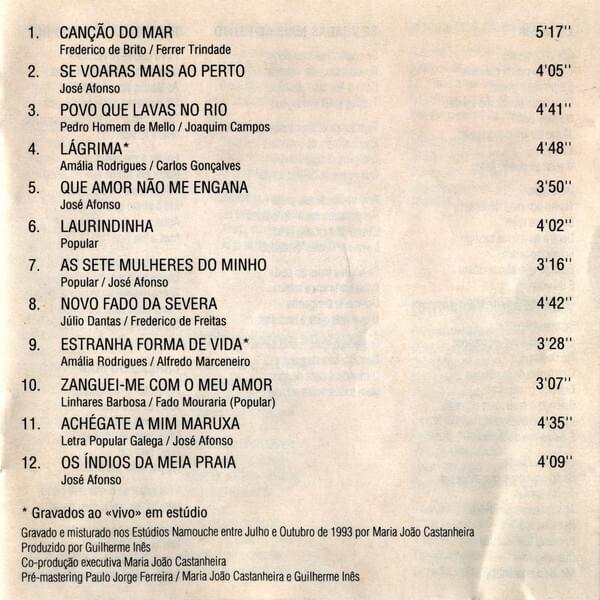 1. CANÇÃO DO MAR 5'17''
Frederico de Brito / Ferrer Trindade
2. SE VOARAS MAIS AO PERTO 4'05''
José Afonso
3. POVO QUE LAVAS NO RIO 4'41''
Pedro Homem de Mello / Joaquim Campos
4. LÁGRIMA* 4'48''
Amália Rodrigues / Carlos Gonçalves
5. QUE AMOR NÃO ME ENGANA 3'50''
José Afonso
6. LAURINDINHA 4'02''
Popular
7. AS SETE MULHERES DO MINHO 3'16''
Popular / José Afonso
8. NOVO FADO DA SEVERA 4'42''
Júlio Dantas / Frederico de Freitas
9. ESTRANHA FORMA DE VIDA* 3'28''
Amália Rodrigues / Alfredo Marceneiro
10. ZANGUEI-ME COM O MEU AMOR 3'07''
Linhares Barbosa / Fado Mouraria (Popular)
11. ACHÉGATE A MIM MARUXA 4'35''
Letra Popular Galega / José Afonso
12. OS ÍNDIOS DA MEIA PRAIA 4'09''
José Afonso
* Gravados ao «vivo» em estúdio
Gravado e misturado nos Estúdios Namouche entre Julho e Outubro de 1993 por Maria João Castanheira
Produzido por Guilherme Inês
Co-produção executiva Maria João Castanheira
Pré-mastering Paulo Jorge Ferreira / Maria João Castanheira e Guilherme Inês